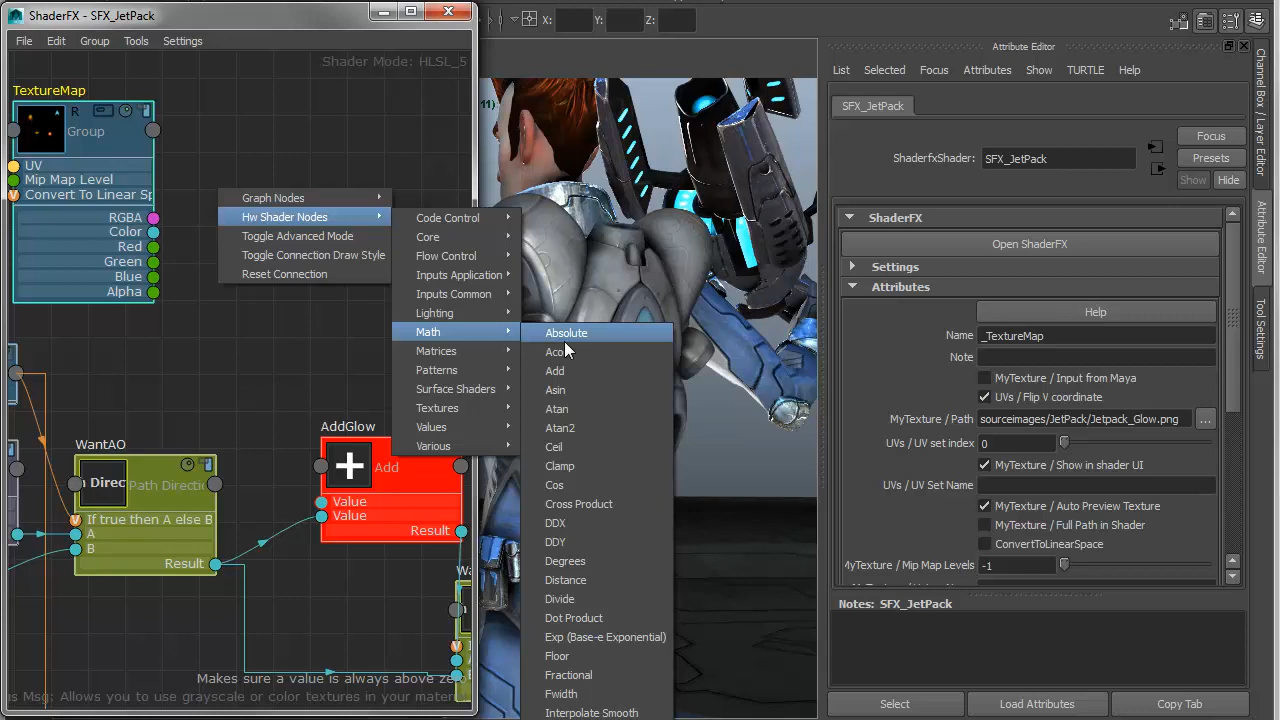 ShaderFX - SFX_JetPack
File Edit Group Tools Settings
Shader Mode: HLSL_5
TextureMap
R
Group
UV
Mip Map Level
Convert To Linear Sp
RGBA
Color
Red
Green
Blue
Alpha
Graph Nodes
Hw Shader Nodes
Toggle Advanced Mode
Toggle Connection Draw Style
Reset Connection
Code Control
Core
Flow Control
Inputs Application
Inputs Common
Lighting
Math
Matrices
Patterns
Surface Shaders
Textures
Values
Various
Absolute
Add
Asin
Atan
Atan2
Ceil
Clamp
Cos
Cross Product
DDX
DDY
Degrees
Distance
Divide
Dot Product
Exp (Base-e Exponential)
Floor
Fractional
Fwidth
Interpolate Smooth
WantAO
n Direc
Path Directio
If true then A else B
A
B
Result
AddGlow
Add
Value
Value
Result
Wa
Makes sure a value is always above zero
us Msg: Allows you to use grayscale or color textures in your mater
11)
X: Y: Z:
Attribute Editor
List Selected Focus Attributes Show TURTLE Help
SFX_JetPack
ShaderfxShader: SFX_JetPack
Focus
Presets
Show Hide
ShaderFX
Open ShaderFX
Settings
Attributes
Help
Name _TextureMap
Note
MyTexture / Input from Maya
UVs / Flip V coordinate
MyTexture / Path sourceimages/JetPack/Jetpack_Glow.png ...
UVs / UV set index 0
MyTexture / Show in shader UI
UVs / UV Set Name
MyTexture / Auto Preview Texture
MyTexture / Full Path in Shader
ConvertToLinearSpace
MyTexture / Mip Map Levels -1
Notes: SFX_JetPack
Select Load Attributes Copy Tab
Channel Box / Layer Editor
Attribute Editor
Tool Settings